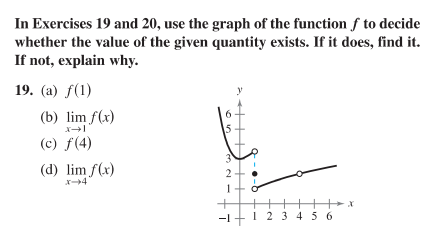 In Exercises 19 and 20, use the graph of the function f to decide
whether the value of the given quantity exists. If it does, find it.
If not, explain why.
19. (a) f(1)
(b) lim f(x)
x→1
(c) f(4)
(d) lim f(x)
x→4
y
6
5
3
2
1
−1 1 2 3 4 5 6
x